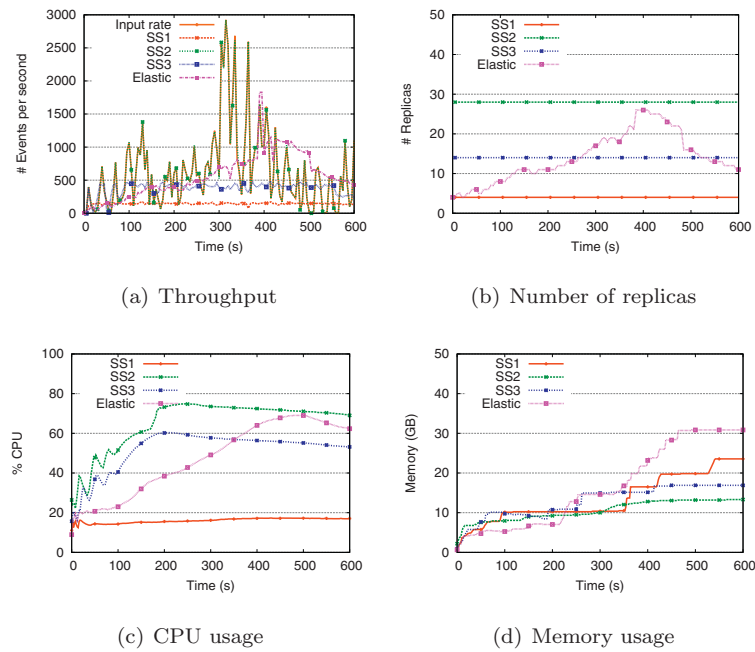 3000
2500
2000
1500
1000
500
0
# Events per second
Input rate
SS1
SS2
SS3
Elastic
0 100 200 300 400 500 600
Time (s)
(a) Throughput
50
40
30
20
10
0
# Replicas
SS1
SS2
SS3
Elastic
0 100 200 300 400 500 600
Time (s)
(b) Number of replicas
100
80
60
40
20
0
% CPU
SS1
SS2
SS3
Elastic
0 100 200 300 400 500 600
Time (s)
(c) CPU usage
50
40
30
20
10
0
Memory (GB)
SS1
SS2
SS3
Elastic
0 100 200 300 400 500 600
Time (s)
(d) Memory usage